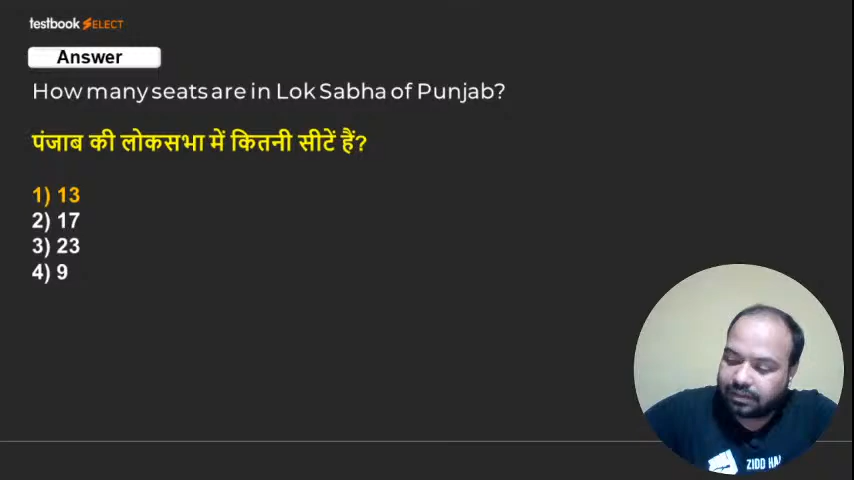 testbook SELECT
Answer
How many seats are in Lok Sabha of Punjab?
पंजाब की लोकसभा में कितनी सीटें हैं?
1) 13
2) 17
3) 23
4) 9
ZIDD